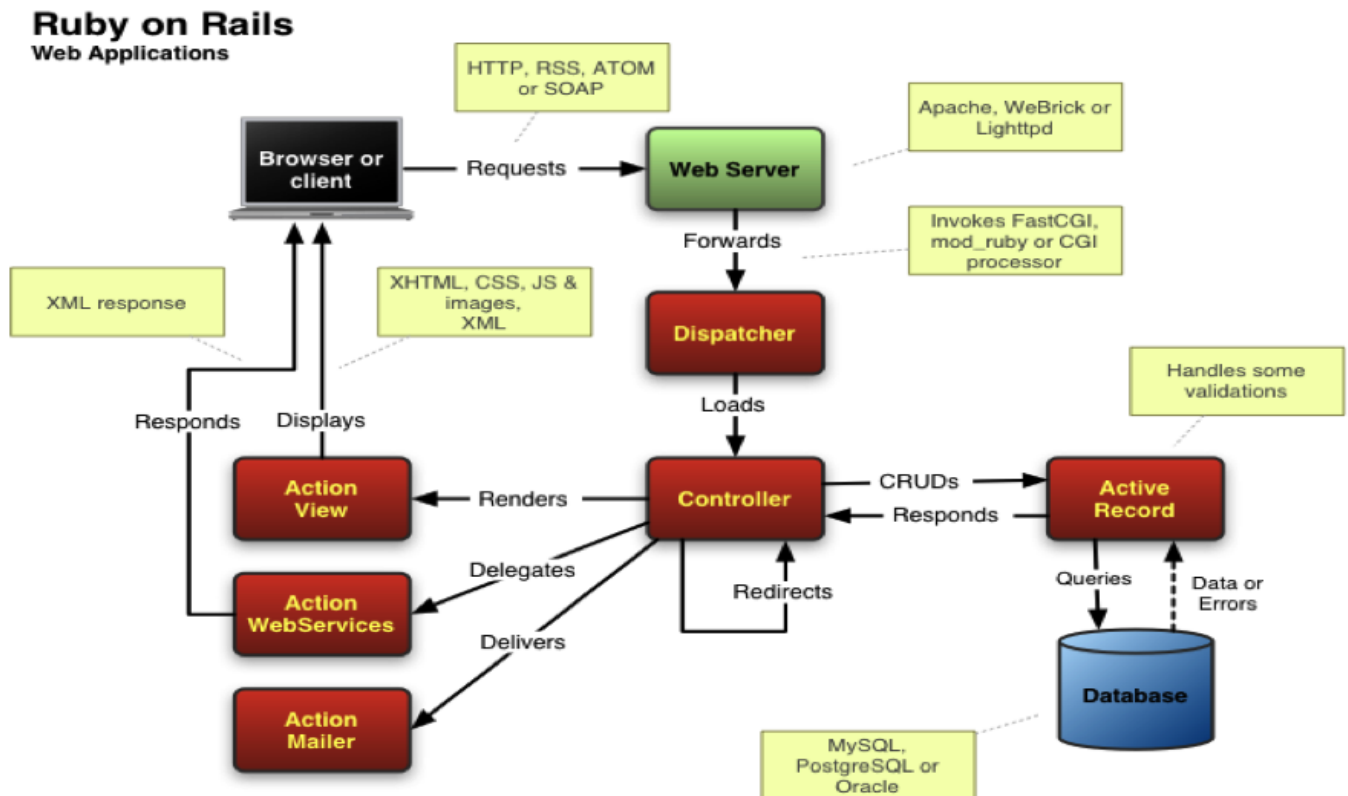 Ruby on Rails
Web Applications
HTTP, RSS, ATOM
or SOAP
Apache, WeBrick or
Lighttpd
Browser or
client
Requests
Web Server
Forwards
Invokes FastCGI,
mod_ruby or CGI
processor
XML response
XHTML, CSS, JS &
images,
XML
Dispatcher
Handles some
validations
Responds
Displays
Loads
Action
View
Renders
Controller
CRUDs
Responds
Active
Record
Delegates
Redirects
Queries
Data or
Errors
Action
WebServices
Delivers
Action
Mailer
Database
MySQL,
PostgreSQL or
Oracle